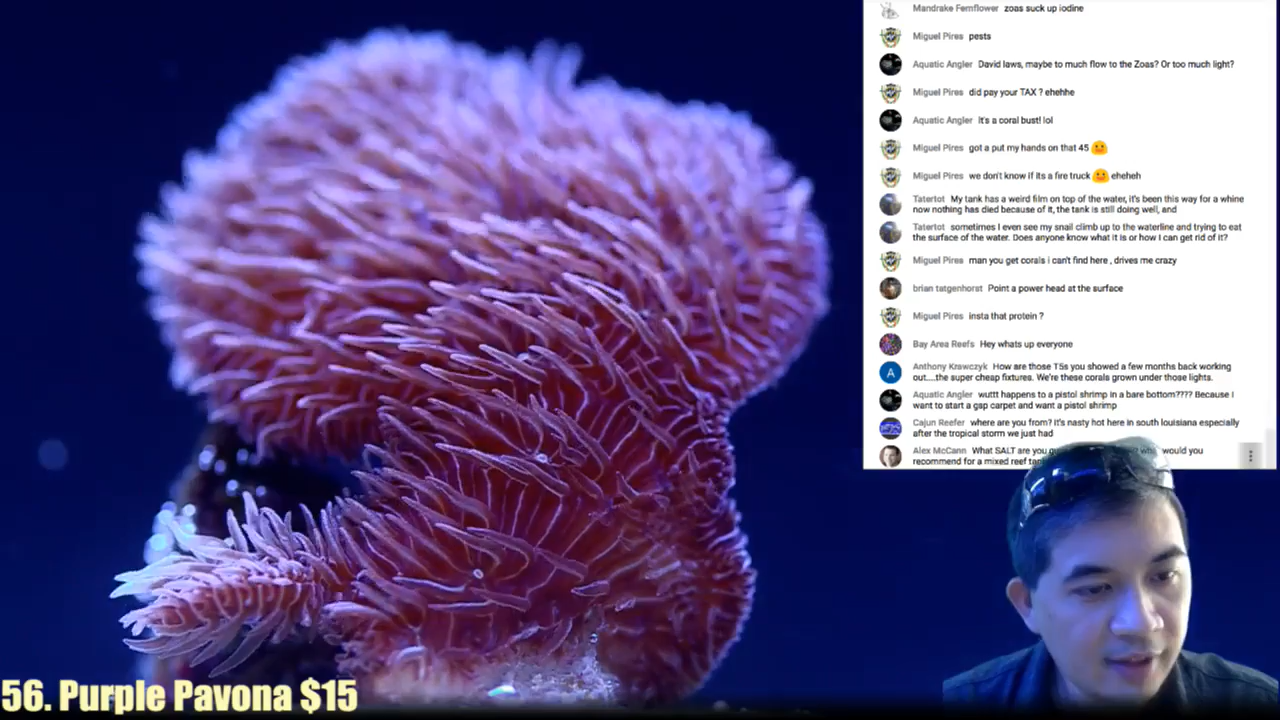 Mandrake Fernflower zoas suck up iodine
Miguel Pires pests
Aquatic Angler David laws, maybe to much flow to the Zoas? Or too much light?
Miguel Pires did pay your TAX ? ehehhe
Aquatic Angler It's a coral bust! lol
Miguel Pires got a put my hands on that 45
Miguel Pires we don't know if its a fire truck eheheh
Tatertot My tank has a weird film on top of the water, it's been this way for a whine
now nothing has died because of it, the tank is still doing well, and
Tatertot sometimes I even see my snail climb up to the waterline and trying to eat
the surface of the water. Does anyone know what it is or how I can get rid of it?
Miguel Pires man you get corals i can't find here , drives me crazy
brian tatgenhorst Point a power head at the surface
Miguel Pires insta that protein ?
Bay Area Reefs Hey whats up everyone
A
Anthony Krawczyk How are those T5s you showed a few months back working
out....the super cheap fixtures. We're these corals grown under those lights.
Aquatic Angler wuttt happens to a pistol shrimp in a bare bottom???? Because I
want to start a gap carpet and want a pistol shrimp
Cajun Reefer where are you from? It's nasty hot here in south louisiana especially
after the tropical storm we just had
Alex McCann What SALT are you would you
recommend for a mixed reef
56. Purple Pavona $15